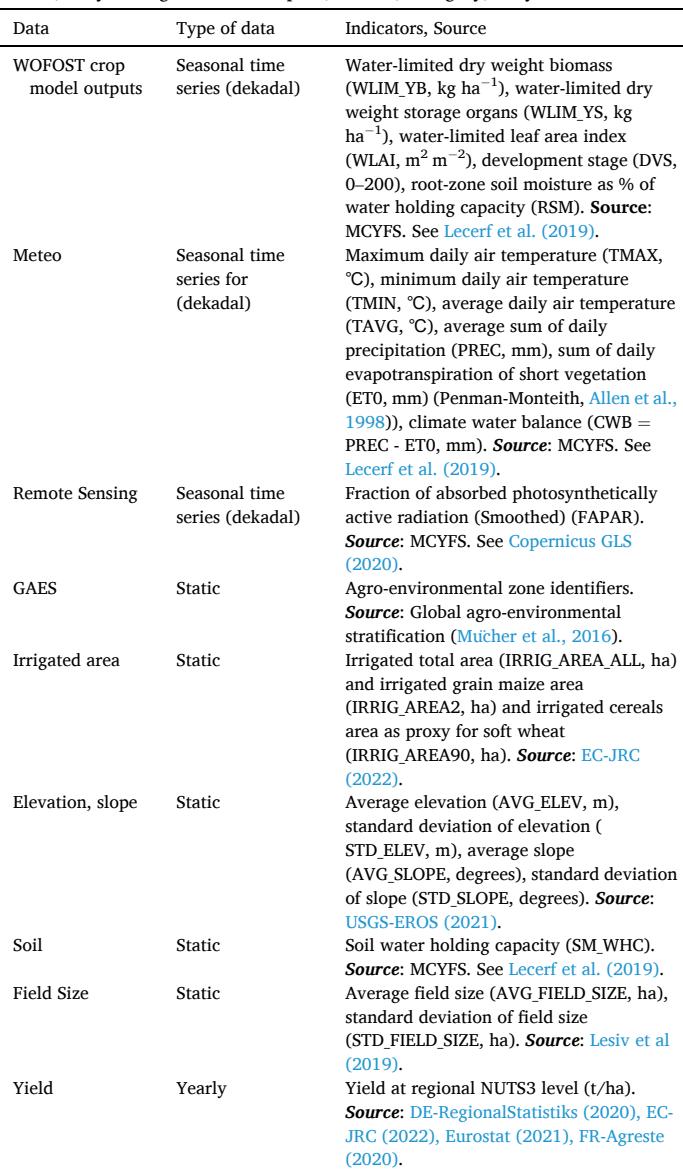 Data
Type of data
Indicators, Source
WOFOST crop
model outputs
Seasonal time
series (dekadal)
Water-limited dry weight biomass
(WLIM_YB, kg ha−1), water-limited dry
weight storage organs (WLIM_YS, kg
ha−1), water-limited leaf area index
(WLAI, m2 m−2), development stage (DVS,
0–200), root-zone soil moisture as % of
water holding capacity (RSM). Source:
MCYFS. See Lecerf et al. (2019).
Meteo
Seasonal time
series for
(dekadal)
Maximum daily air temperature (TMAX,
℃), minimum daily air temperature
(TMIN, ℃), average daily air temperature
(TAVG, ℃), average sum of daily
precipitation (PREC, mm), sum of daily
evapotranspiration of short vegetation
(ET0, mm) (Penman-Monteith, Allen et al.,
1998)), climate water balance (CWB =
PREC - ET0, mm). Source: MCYFS. See
Lecerf et al. (2019).
Remote Sensing
Seasonal time
series (dekadal)
Fraction of absorbed photosynthetically
active radiation (Smoothed) (FAPAR).
Source: MCYFS. See Copernicus GLS
(2020).
GAES
Static
Agro-environmental zone identifiers.
Source: Global agro-environmental
stratification (Mücher et al., 2016).
Irrigated area
Static
Irrigated total area (IRRIG_AREA_ALL, ha)
and irrigated grain maize area
(IRRIG_AREA2, ha) and irrigated cereals
area as proxy for soft wheat
(IRRIG_AREA90, ha). Source: EC-JRC
(2022).
Elevation, slope
Static
Average elevation (AVG_ELEV, m),
standard deviation of elevation (
STD_ELEV, m), average slope
(AVG_SLOPE, degrees), standard deviation
of slope (STD_SLOPE, degrees). Source:
USGS-EROS (2021).
Soil
Static
Soil water holding capacity (SM_WHC).
Source: MCYFS. See Lecerf et al. (2019).
Field Size
Static
Average field size (AVG_FIELD_SIZE, ha),
standard deviation of field size
(STD_FIELD_SIZE, ha). Source: Lesiv et al
(2019).
Yield
Yearly
Yield at regional NUTS3 level (t/ha).
Source: DE-RegionalStatistiks (2020), EC-
JRC (2022), Eurostat (2021), FR-Agreste
(2020).